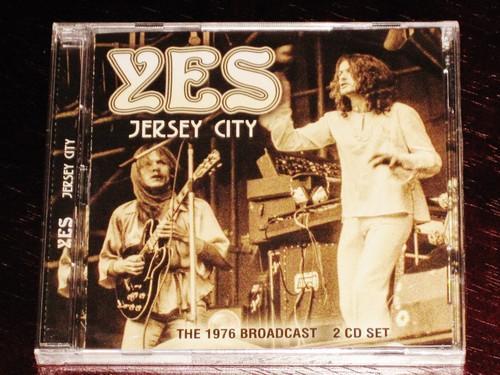 YES
JERSEY CITY
YES JERSEY CITY
THE 1976 BROADCAST 2 CD SET